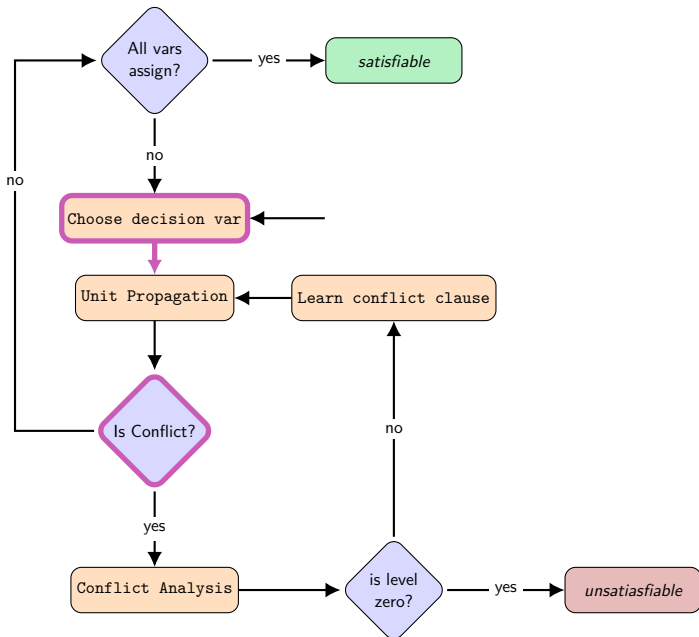 All vars
assign?
yes
satisfiable
no
no
Choose decision var
Unit Propagation
Learn conflict clause
Is Conflict?
no
yes
Conflict Analysis
is level
zero?
yes
unsatiasfiable